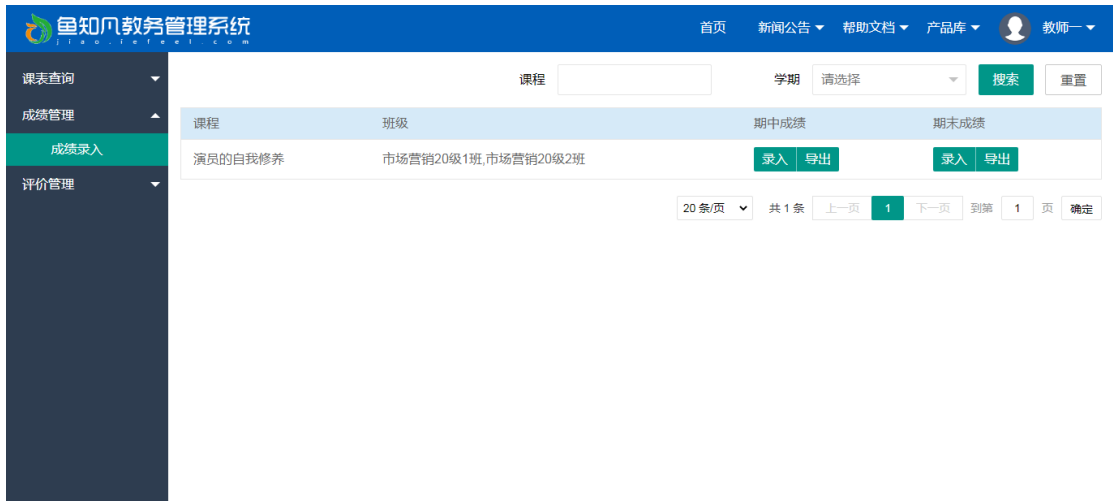 鱼知凡教务管理系统
jiao.iefeel.com
首页 新闻公告 帮助文档 产品库 教师一
课表查询
成绩管理
成绩录入
评价管理
课程 学期 请选择 搜索 重置
课程 班级 期中成绩 期末成绩
演员的自我修养 市场营销20级1班,市场营销20级2班 录入 导出 录入 导出
20 条/页 共 1 条 上一页 1 下一页 到第 1 页 确定